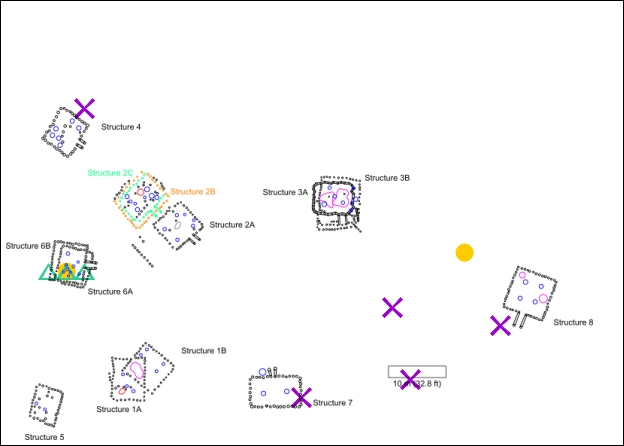 Structure 4
Structure 2C
Structure 2B
Structure 3B
Structure 3A
Structure 2A
Structure 6B
Structure 6A
Structure 8
Structure 1B
Structure 7
Structure 1A
Structure 5
10 (32.8 ft)